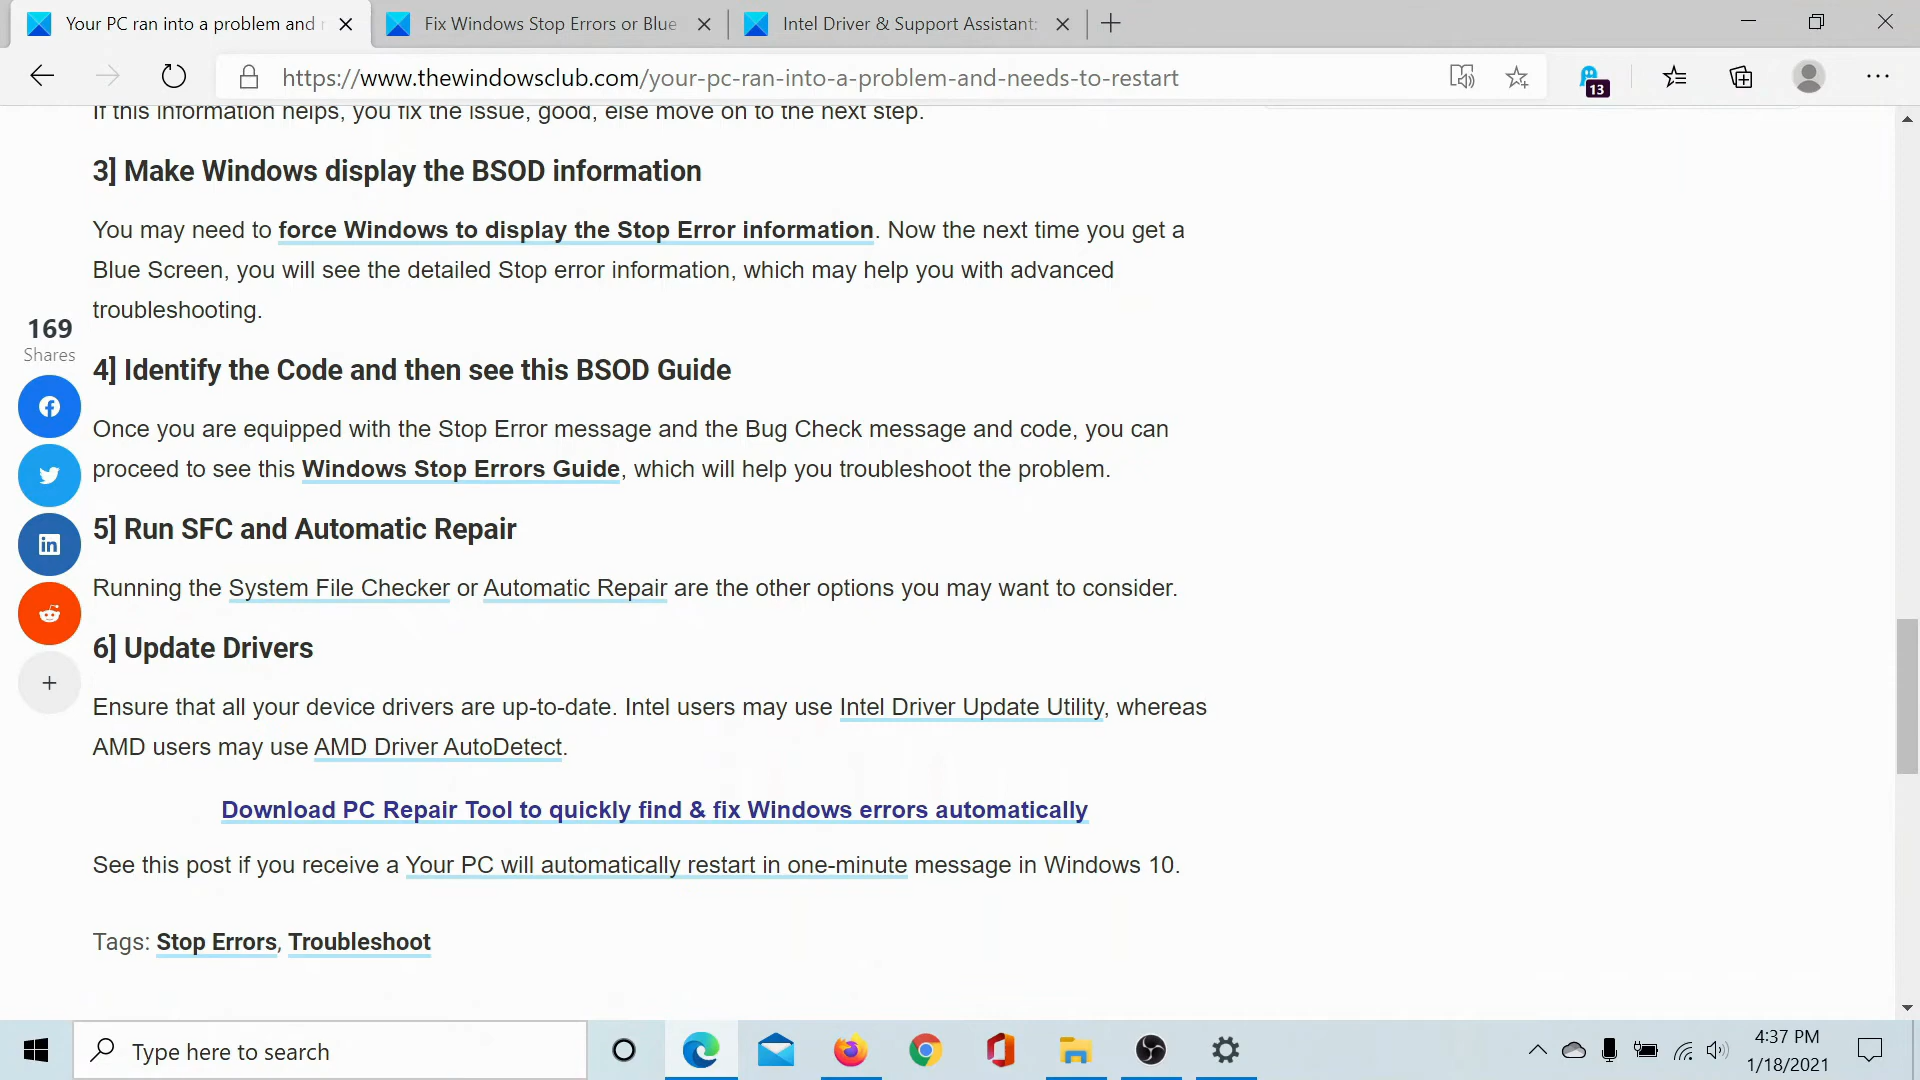 Your PC ran into a problem and
Fix Windows Stop Errors or Blue
Intel Driver & Support Assistant:
https://www.thewindowsclub.com/your-pc-ran-into-a-problem-and-needs-to-restart
13
If this information helps, you fix the issue, good, else move on to the next step.
3] Make Windows display the BSOD information
You may need to force Windows to display the Stop Error information. Now the next time you get a
Blue Screen, you will see the detailed Stop error information, which may help you with advanced
troubleshooting.
169
Shares
4] Identify the Code and then see this BSOD Guide
Once you are equipped with the Stop Error message and the Bug Check message and code, you can
proceed to see this Windows Stop Errors Guide, which will help you troubleshoot the problem.
5] Run SFC and Automatic Repair
Running the System File Checker or Automatic Repair are the other options you may want to consider.
6] Update Drivers
Ensure that all your device drivers are up-to-date. Intel users may use Intel Driver Update Utility, whereas
AMD users may use AMD Driver AutoDetect.
Download PC Repair Tool to quickly find & fix Windows errors automatically
See this post if you receive a Your PC will automatically restart in one-minute message in Windows 10.
Tags: Stop Errors, Troubleshoot
Type here to search
4:37 PM
1/18/2021